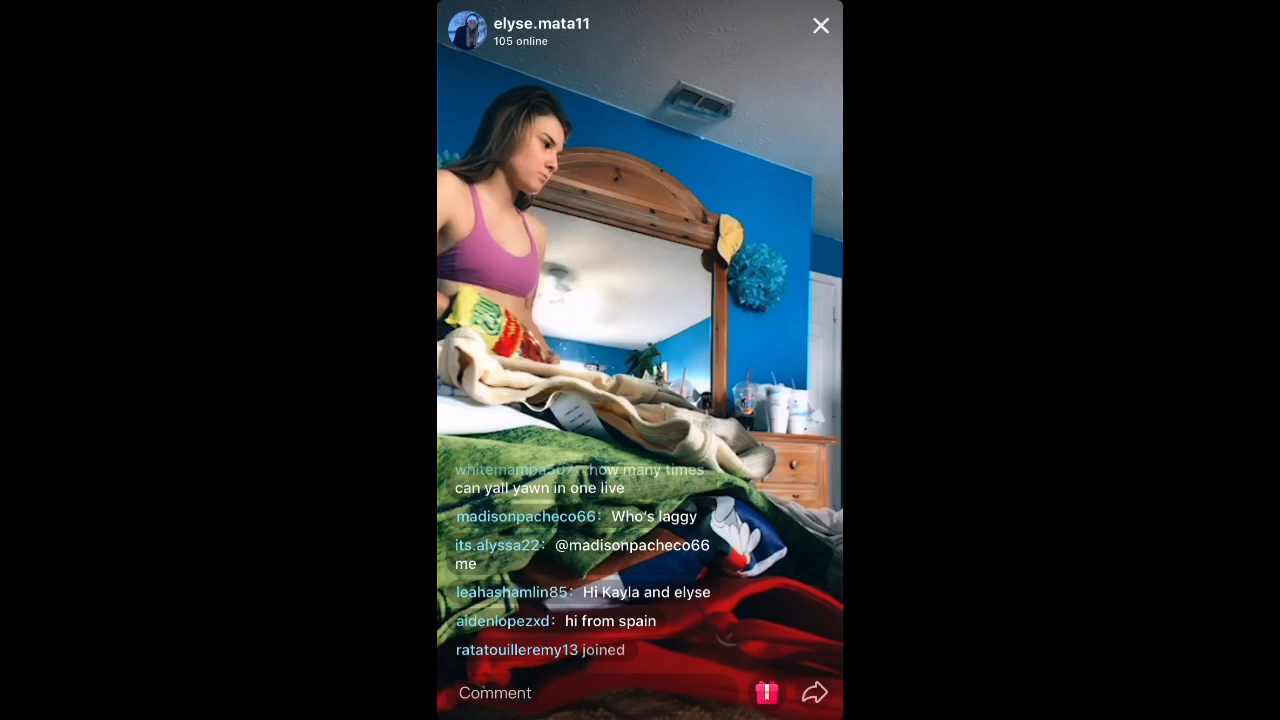 elyse.mata11
105 online
whitemamba507: how many times
can yall yawn in one live
madisonpacheco66: Who's laggy
its.alyssa22: @madisonpacheco66
me
leahashamlin85: Hi Kayla and elyse
aidenlopezxd: hi from spain
ratatouilleremy13 joined
Comment